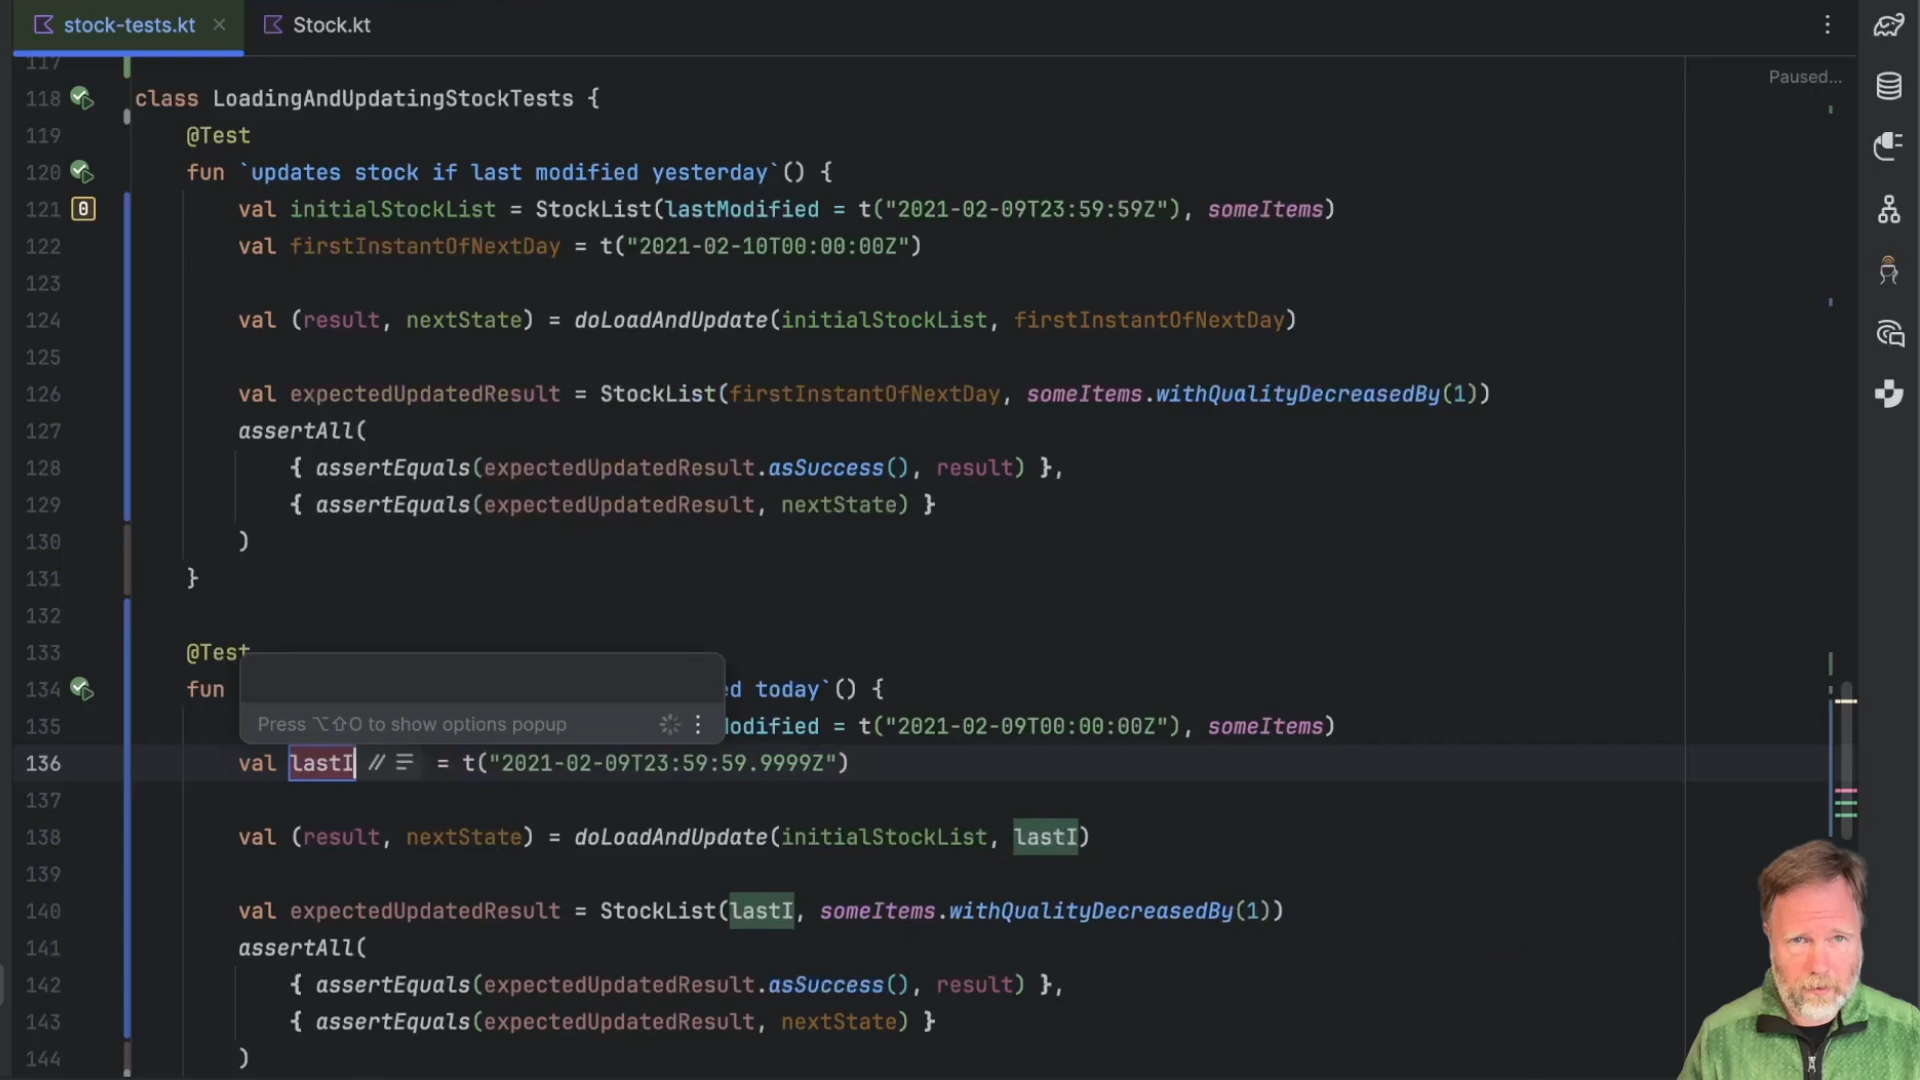 stock-tests.kt
Stock.kt
Paused...
117
118 class LoadingAndUpdatingStockTests {
119 @Test
120 fun `updates stock if last modified yesterday`() {
121 val initialStockList = StockList(lastModified = t("2021-02-09T23:59:59Z"), someItems)
122 val firstInstantOfNextDay = t("2021-02-10T00:00:00Z")
123
124 val (result, nextState) = doLoadAndUpdate(initialStockList, firstInstantOfNextDay)
125
126 val expectedUpdatedResult = StockList(firstInstantOfNextDay, someItems.withQualityDecreasedBy(1))
127 assertAll(
128 { assertEquals(expectedUpdatedResult.asSuccess(), result) },
129 { assertEquals(expectedUpdatedResult, nextState) }
130 )
131 }
132
133 @Test
134 fun ed today`() {
Press ⌥⇧O to show options popup
135 Modified = t("2021-02-09T00:00:00Z"), someItems)
136 val lastI = t("2021-02-09T23:59:59.9999Z")
137
138 val (result, nextState) = doLoadAndUpdate(initialStockList, lastI)
139
140 val expectedUpdatedResult = StockList(lastI, someItems.withQualityDecreasedBy(1))
141 assertAll(
142 { assertEquals(expectedUpdatedResult.asSuccess(), result) },
143 { assertEquals(expectedUpdatedResult, nextState) }
144 )